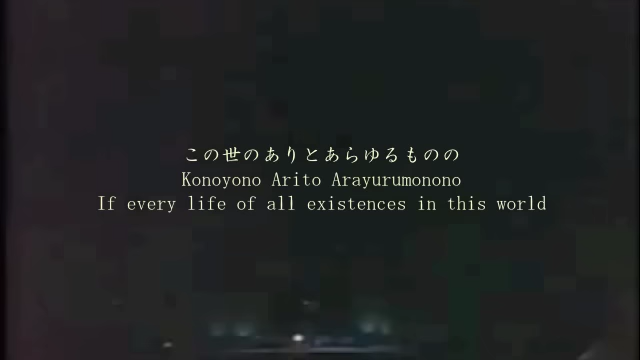 この世のありとあらゆるものの
Konoyono Arito Arayurumonono
If every life of all existences in this world